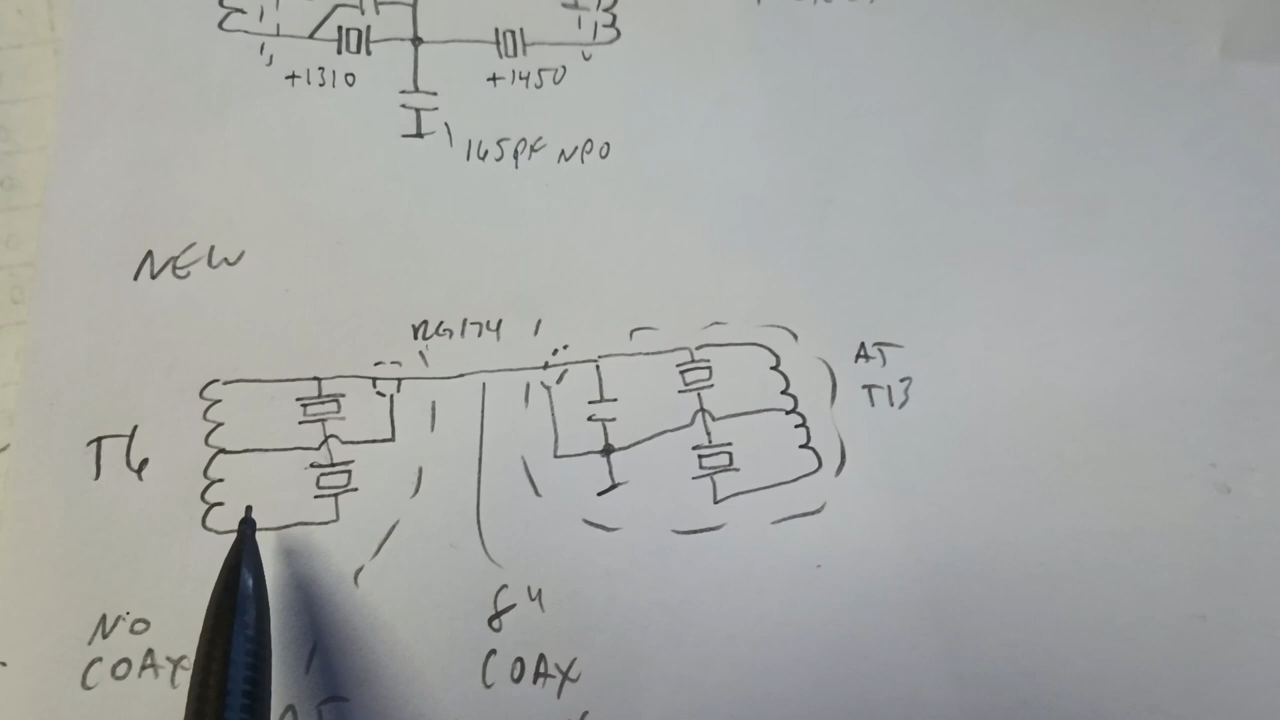 +1310
+1450
165PF NPO
NEW
RG174
AT
T13
T6
8"
NO
COAX
COAX